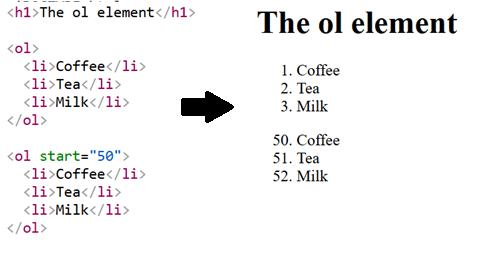 <h1>The ol element</h1>
<ol>
<li>Coffee</li>
<li>Tea</li>
<li>Milk</li>
</ol>
<ol start="50">
<li>Coffee</li>
<li>Tea</li>
<li>Milk</li>
</ol>
The ol element
1. Coffee
2. Tea
3. Milk
50. Coffee
51. Tea
52. Milk